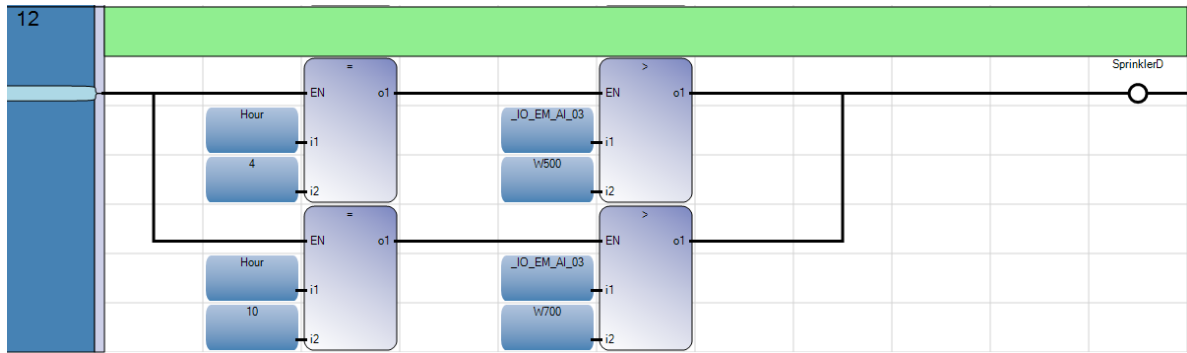 12
SprinklerD
= >
EN o1 EN o1
Hour _IO_EM_AI_03
i1 i1
4 W500
i2 i2
= >
EN o1 EN o1
Hour _IO_EM_AI_03
i1 i1
10 W700
i2 i2